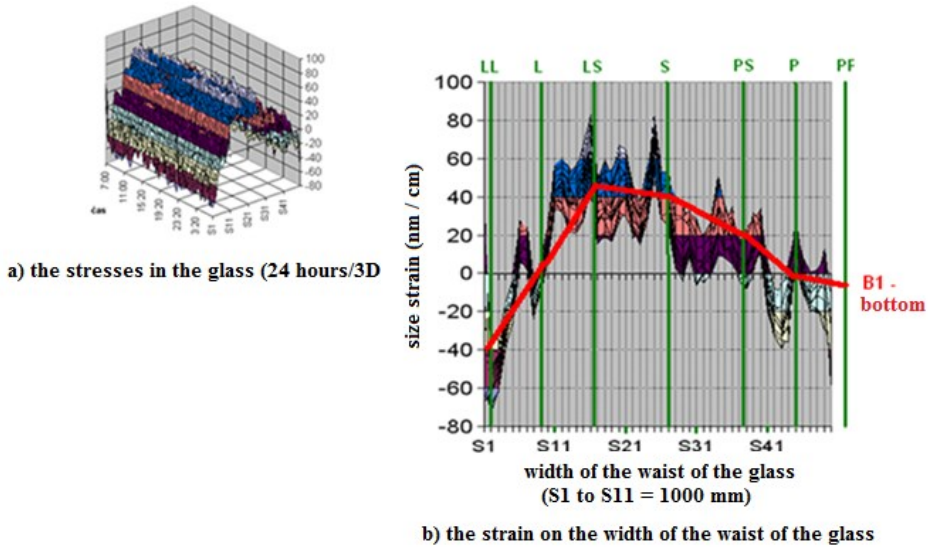 100
80
60
40
20
0
-20
-40
-60
-80
7:00
11:00
15:20
19:20
23:20
3:20
čas
S1
S11
S21
S31
S41
a) the stresses in the glass (24 hours/3D
LL L LS S PS P PF
100
80
60
40
20
0
-20
-40
-60
-80
size strain (nm / cm)
S1 S11 S21 S31 S41
B1 -
bottom
width of the waist of the glass
(S1 to S11 = 1000 mm)
b) the strain on the width of the waist of the glass